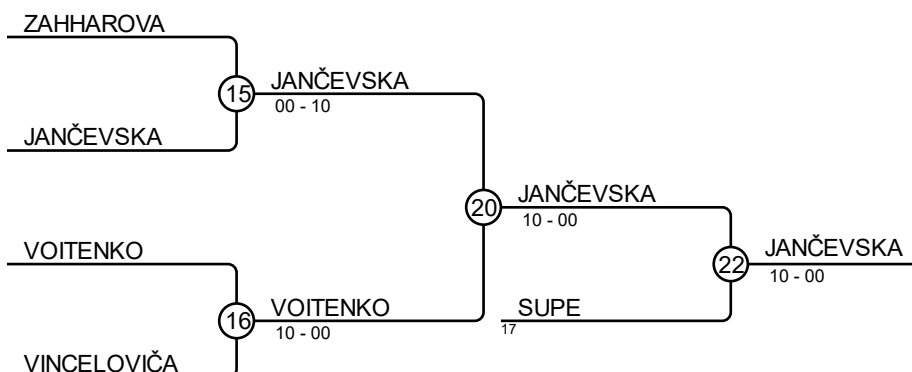 ZAHHAROVA
15
JANČEVSKA
00 - 10
JANČEVSKA
20
JANČEVSKA
10 - 00
VOITENKO
22
JANČEVSKA
10 - 00
16
VOITENKO
10 - 00
SUPE
17
VINCELOVIČA